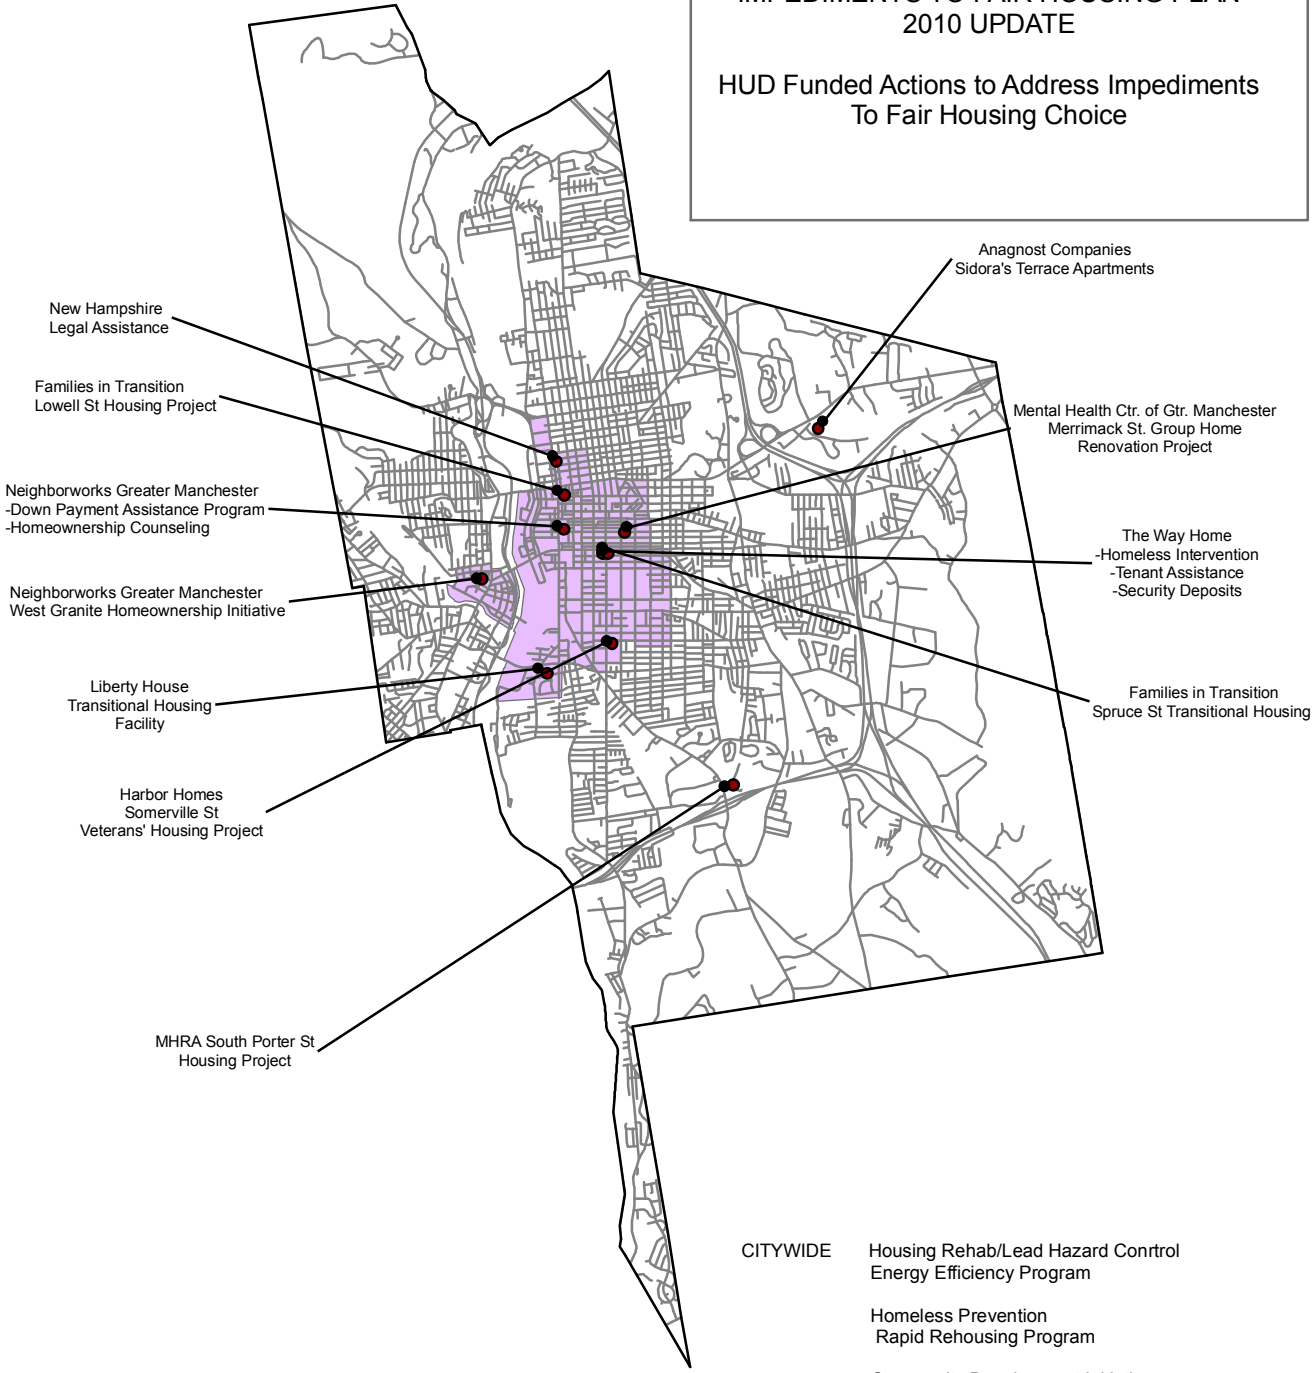 IMPEDIMENTS TO FAIR HOUSING PLAN
2010 UPDATE
HUD Funded Actions to Address Impediments
To Fair Housing Choice
Anagnost Companies
Sidora's Terrace Apartments
New Hampshire
Legal Assistance
Families in Transition
Lowell St Housing Project
Mental Health Ctr. of Gtr. Manchester
Merrimack St. Group Home
Renovation Project
Neighborworks Greater Manchester
-Down Payment Assistance Program
-Homeownership Counseling
The Way Home
-Homeless Intervention
-Tenant Assistance
-Security Deposits
Neighborworks Greater Manchester
West Granite Homeownership Initiative
Liberty House
Transitional Housing
Facility
Families in Transition
Spruce St Transitional Housing
Harbor Homes
Somerville St
Veterans' Housing Project
MHRA South Porter St
Housing Project
CITYWIDE Housing Rehab/Lead Hazard Conrtrol
Energy Efficiency Program
Homeless Prevention
Rapid Rehousing Program